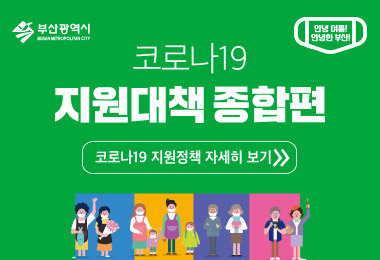 부산광역시
BUSAN METROPOLITAN CITY
안녕 여름!
안녕한 부산!
코로나19
지원대책 종합편
코로나19 지원정책 자세히 보기